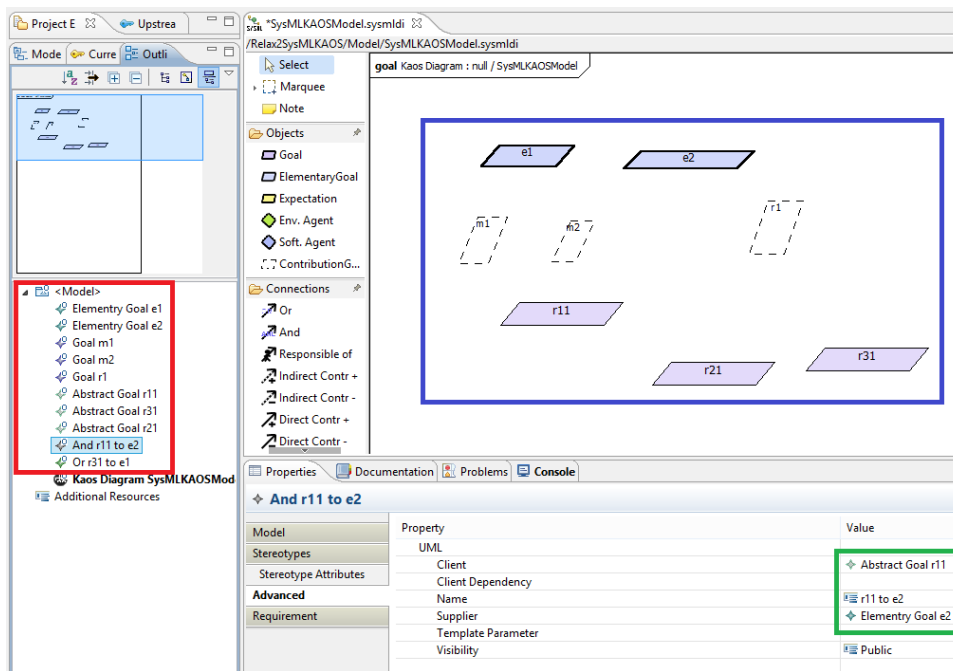 Project E
Upstrea
*SysMLKAOSModel.sysmldi
/Relax2SysMLKAOS/Model/SysMLKAOSModel.sysmldi
Mode
Curre
Outli
Select
Marquee
Note
Objects
Goal
ElementaryGoal
Expectation
Env. Agent
Soft. Agent
ContributionG...
Connections
Or
And
Responsible of
Indirect Contr +
Indirect Contr -
Direct Contr +
Direct Contr -
goal Kaos Diagram : null / SysMLKAOSModel
e1
e2
m1
m2
r1
r11
r21
r31
<Model>
Elementry Goal e1
Elementry Goal e2
Goal m1
Goal m2
Goal r1
Abstract Goal r11
Abstract Goal r31
Abstract Goal r21
And r11 to e2
Or r31 to e1
Kaos Diagram SysMLKAOSMod
Additional Resources
Properties
Documentation
Problems
Console
And r11 to e2
Model
Stereotypes
Stereotype Attributes
Advanced
Requirement
Property Value
UML
Client Abstract Goal r11
Client Dependency
Name r11 to e2
Supplier Elementry Goal e2
Template Parameter
Visibility Public